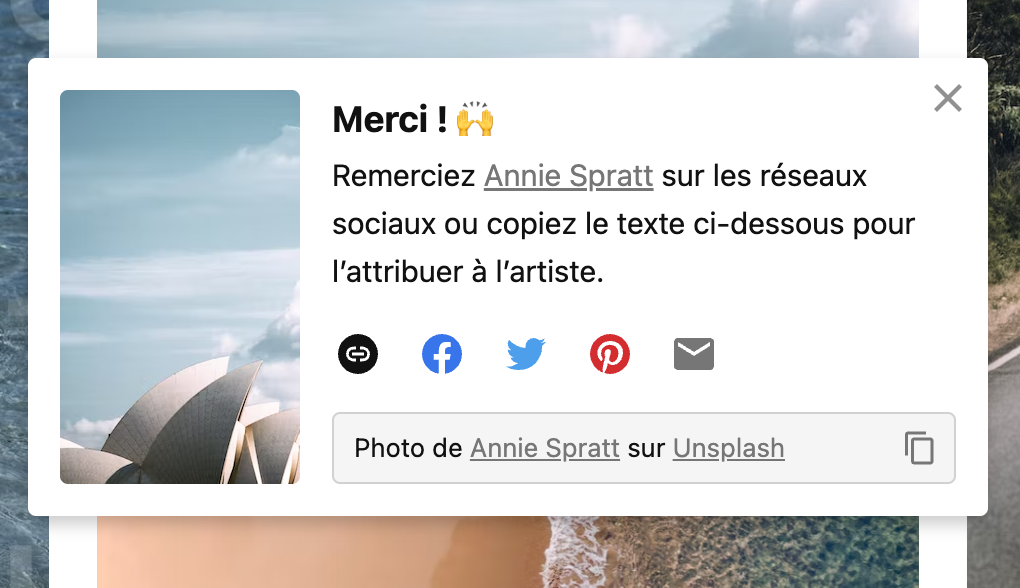 Merci ! 🙌
Remerciez Annie Spratt sur les réseaux
sociaux ou copiez le texte ci-dessous pour
l’attribuer à l’artiste.
Photo de Annie Spratt sur Unsplash